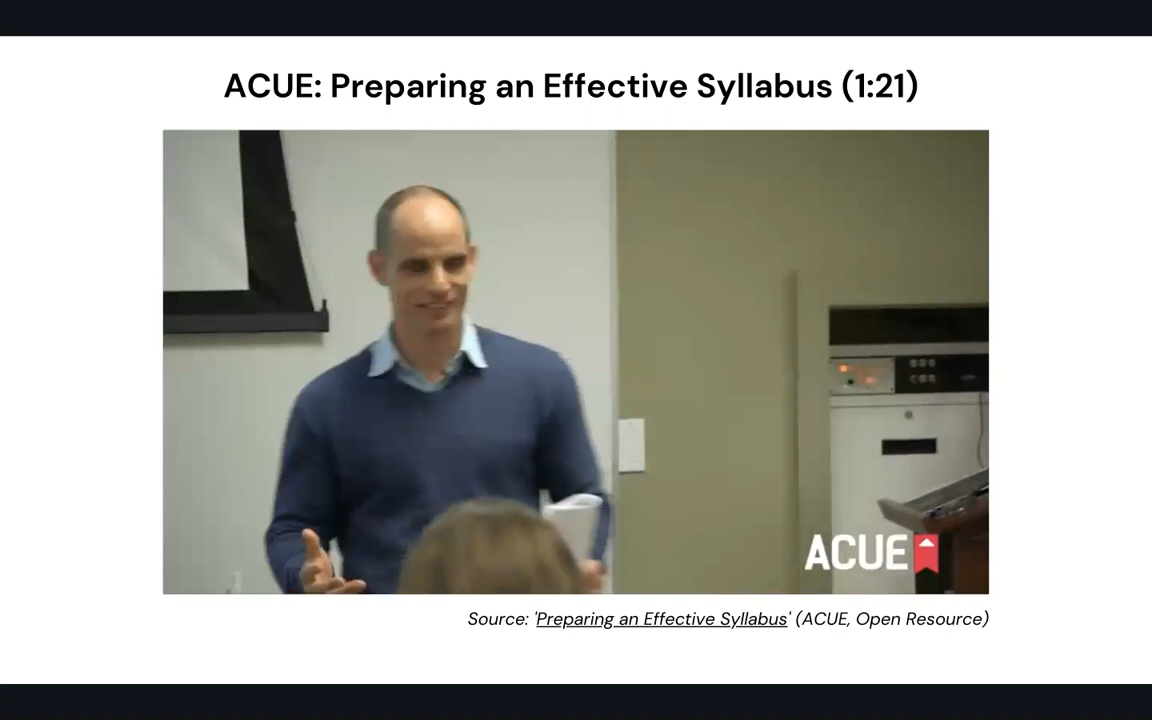 ACUE: Preparing an Effective Syllabus (1:21)
ACUE
Source: 'Preparing an Effective Syllabus' (ACUE, Open Resource)